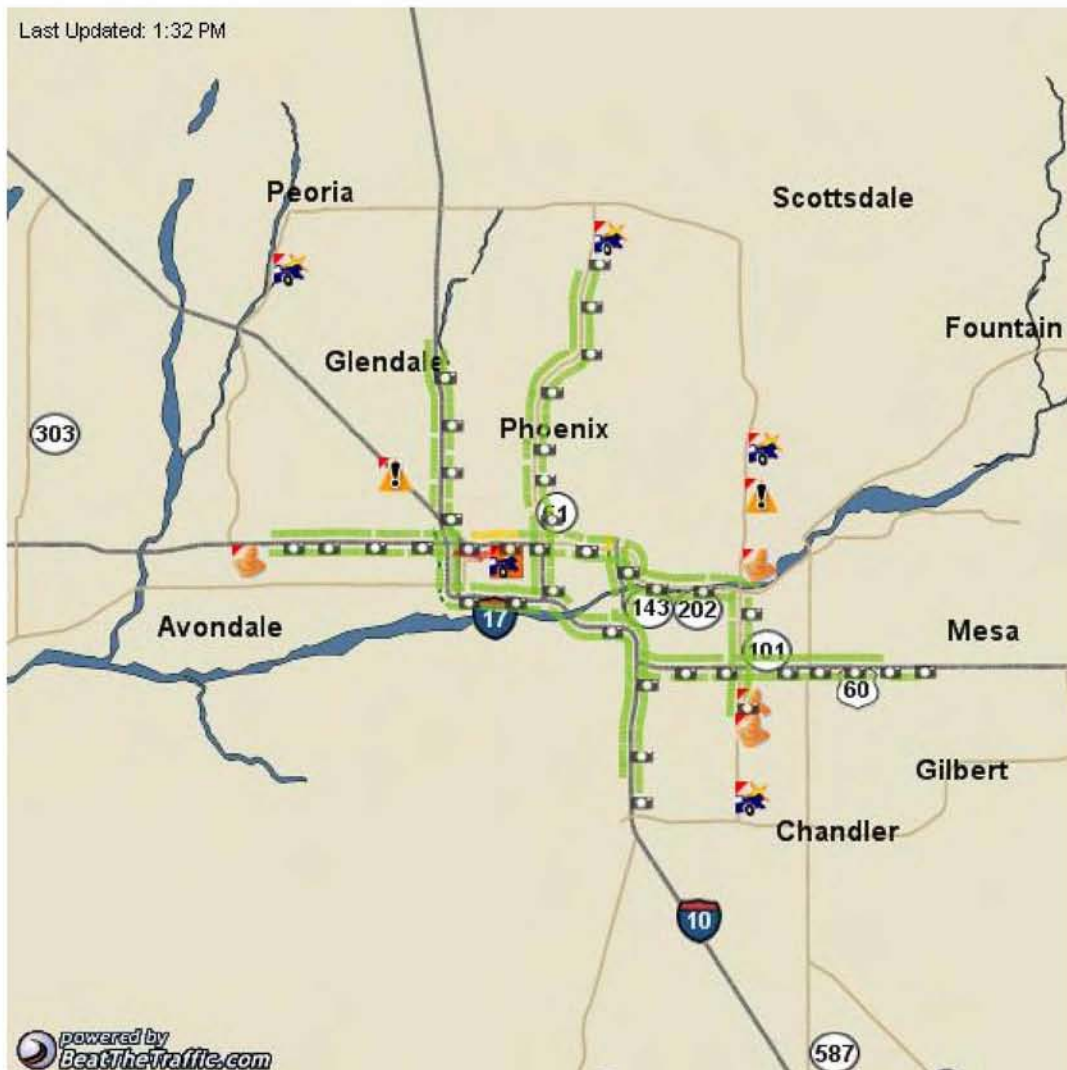 Last Updated: 1:32 PM
Peoria
Scottsdale
Fountain
Glendale
303
Phoenix
51
143
202
17
Avondale
Mesa
101
60
Gilbert
Chandler
10
587
powered by
BeatTheTraffic.com